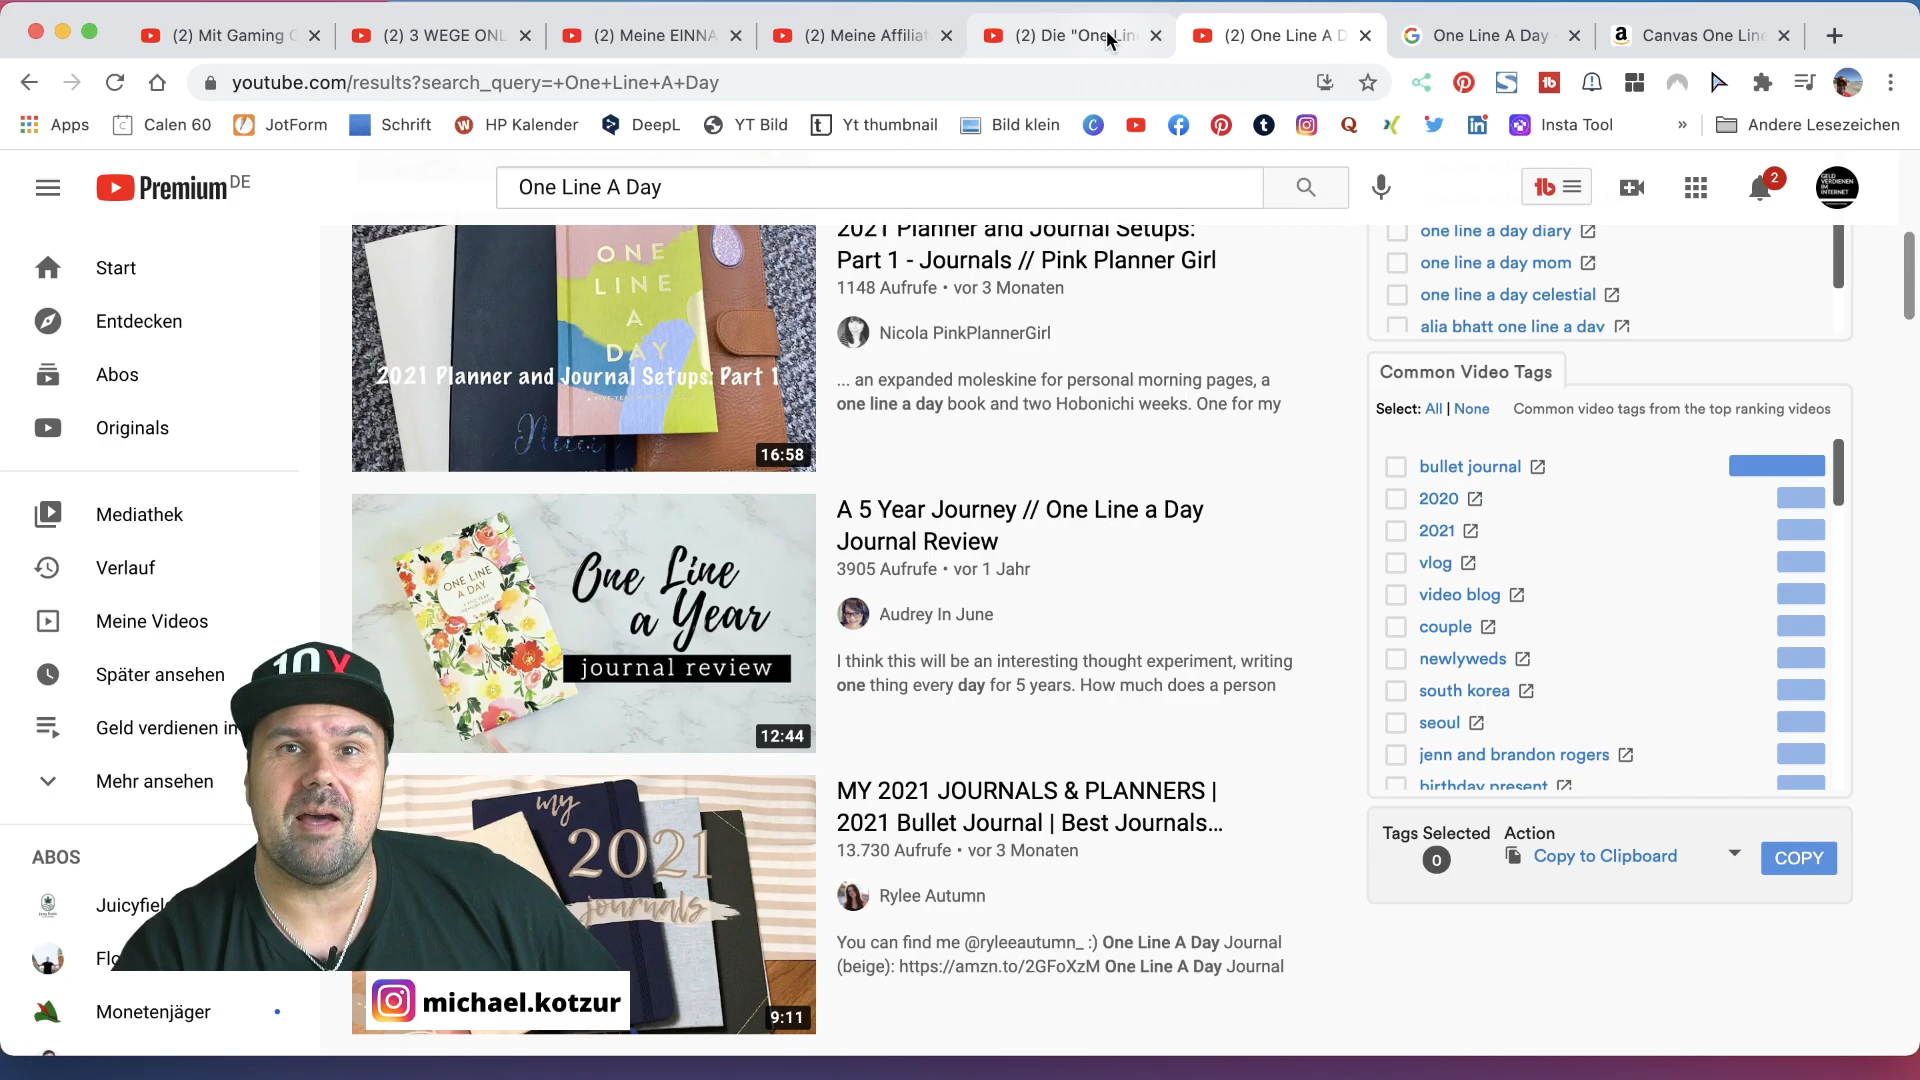 (2) Mit Gaming
(2) 3 WEGE ONL
(2) Meine EINNA
(2) Meine Affiliat
(2) Die "One Lin
(2) One Line A D
One Line A Day
Canvas One Line
youtube.com/results?search_query=+One+Line+A+Day
Apps
Calen 60
JotForm
Schrift
HP Kalender
DeepL
YT Bild
Yt thumbnail
Bild klein
Insta Tool
»
Andere Lesezeichen
Premium DE
One Line A Day
2
Start
Entdecken
Abos
Originals
Mediathek
Verlauf
Meine Videos
Später ansehen
Geld verdienen in
Mehr ansehen
ABOS
Juicyfiel
Flo
Monetenjäger
ONE
LINE
A
DAY
2021 Planner and Journal Setups: Part 1
16:58
2021 Planner and Journal Setups:
Part 1 - Journals // Pink Planner Girl
1148 Aufrufe • vor 3 Monaten
Nicola PinkPlannerGirl
... an expanded moleskine for personal morning pages, a
one line a day book and two Hobonichi weeks. One for my
ONE LINE
A DAY
One Line
a Year
journal review
12:44
A 5 Year Journey // One Line a Day
Journal Review
3905 Aufrufe • vor 1 Jahr
Audrey In June
I think this will be an interesting thought experiment, writing
one thing every day for 5 years. How much does a person
my
2021
journals
9:11
MY 2021 JOURNALS & PLANNERS |
2021 Bullet Journal | Best Journals...
13.730 Aufrufe • vor 3 Monaten
Rylee Autumn
You can find me @ryleeautumn_ :) One Line A Day Journal
(beige): https://amzn.to/2GFoXzM One Line A Day Journal
10X
michael.kotzur
one line a day diary
one line a day mom
one line a day celestial
alia bhatt one line a day
Common Video Tags
Select: All | None
Common video tags from the top ranking videos
bullet journal
2020
2021
vlog
video blog
couple
newlyweds
south korea
seoul
jenn and brandon rogers
birthday present
Tags Selected
0
Action
Copy to Clipboard
COPY